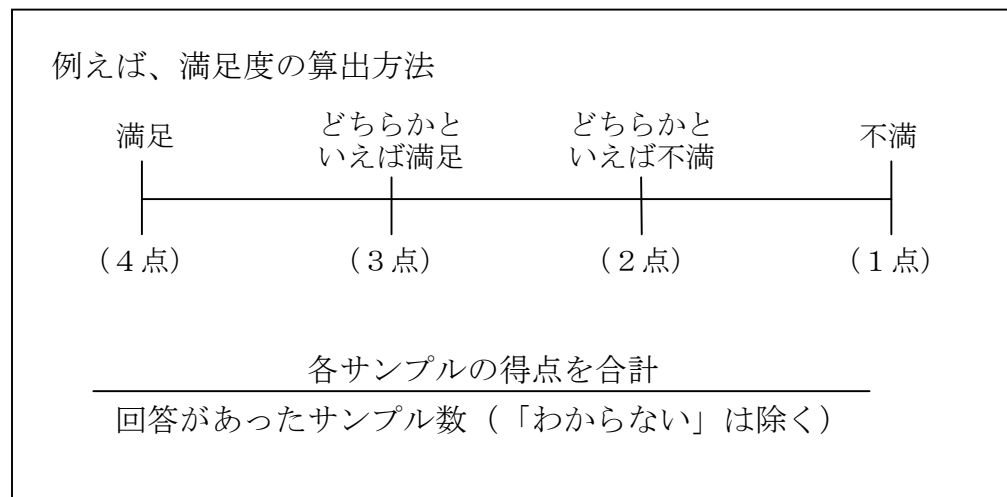 例えば、満足度の算出方法
満足
どちらかと
いえば満足
どちらかと
いえば不満
不満
(４点)
(３点)
(２点)
(１点)
各サンプルの得点を合計
回答があったサンプル数(「わからない」は除く)